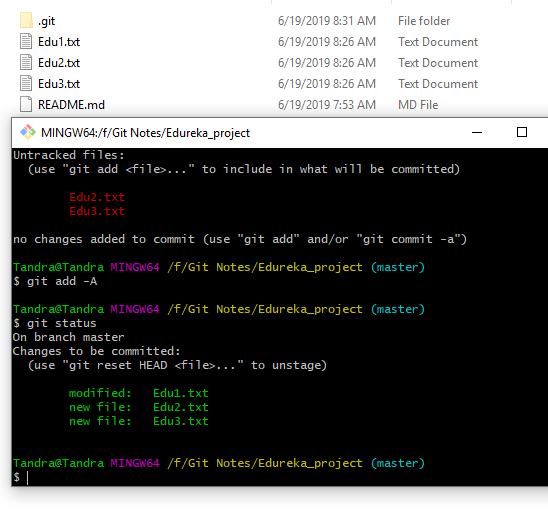 .git 6/19/2019 8:31 AM File folder
Edu1.txt 6/19/2019 8:26 AM Text Document
Edu2.txt 6/19/2019 8:26 AM Text Document
Edu3.txt 6/19/2019 8:26 AM Text Document
README.md 6/19/2019 7:53 AM MD File
MINGW64:/f/Git Notes/Edureka_project
Untracked files:
(use "git add <file>..." to include in what will be committed)
Edu2.txt
Edu3.txt
no changes added to commit (use "git add" and/or "git commit -a")
Tandra@Tandra MINGW64 /f/Git Notes/Edureka_project (master)
$ git add -A
Tandra@Tandra MINGW64 /f/Git Notes/Edureka_project (master)
$ git status
On branch master
Changes to be committed:
(use "git reset HEAD <file>..." to unstage)
modified: Edu1.txt
new file: Edu2.txt
new file: Edu3.txt
Tandra@Tandra MINGW64 /f/Git Notes/Edureka_project (master)
$